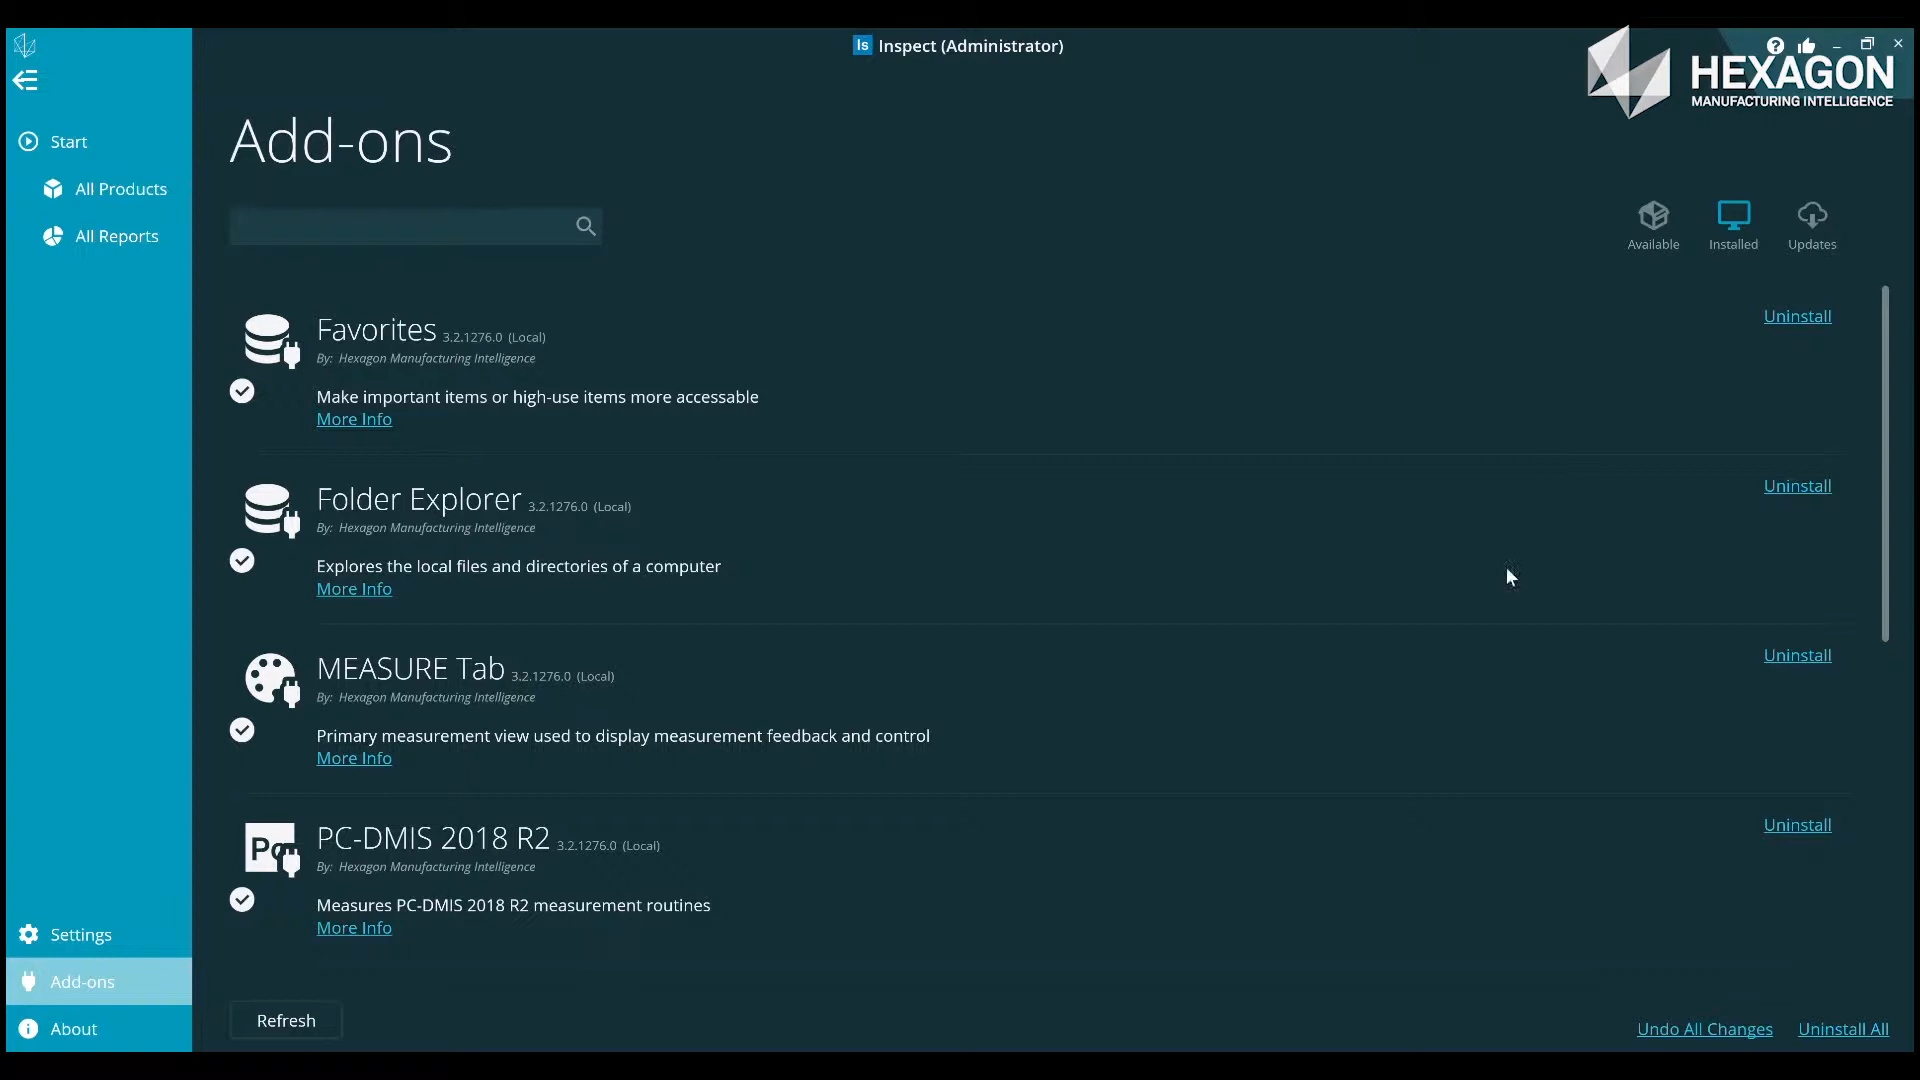 Is Inspect (Administrator)
HEXAGON
MANUFACTURING INTELLIGENCE
Start
All Products
All Reports
Add-ons
Available
Installed
Updates
Favorites 3.2.1276.0 (Local)
Uninstall
By: Hexagon Manufacturing Intelligence
Make important items or high-use items more accessable
More Info
Folder Explorer 3.2.1276.0 (Local)
Uninstall
By: Hexagon Manufacturing Intelligence
Explores the local files and directories of a computer
More Info
MEASURE Tab 3.2.1276.0 (Local)
Uninstall
By: Hexagon Manufacturing Intelligence
Primary measurement view used to display measurement feedback and control
More Info
PC-DMIS 2018 R2 3.2.1276.0 (Local)
Uninstall
By: Hexagon Manufacturing Intelligence
Measures PC-DMIS 2018 R2 measurement routines
More Info
Settings
Add-ons
About
Refresh
Undo All Changes
Uninstall All